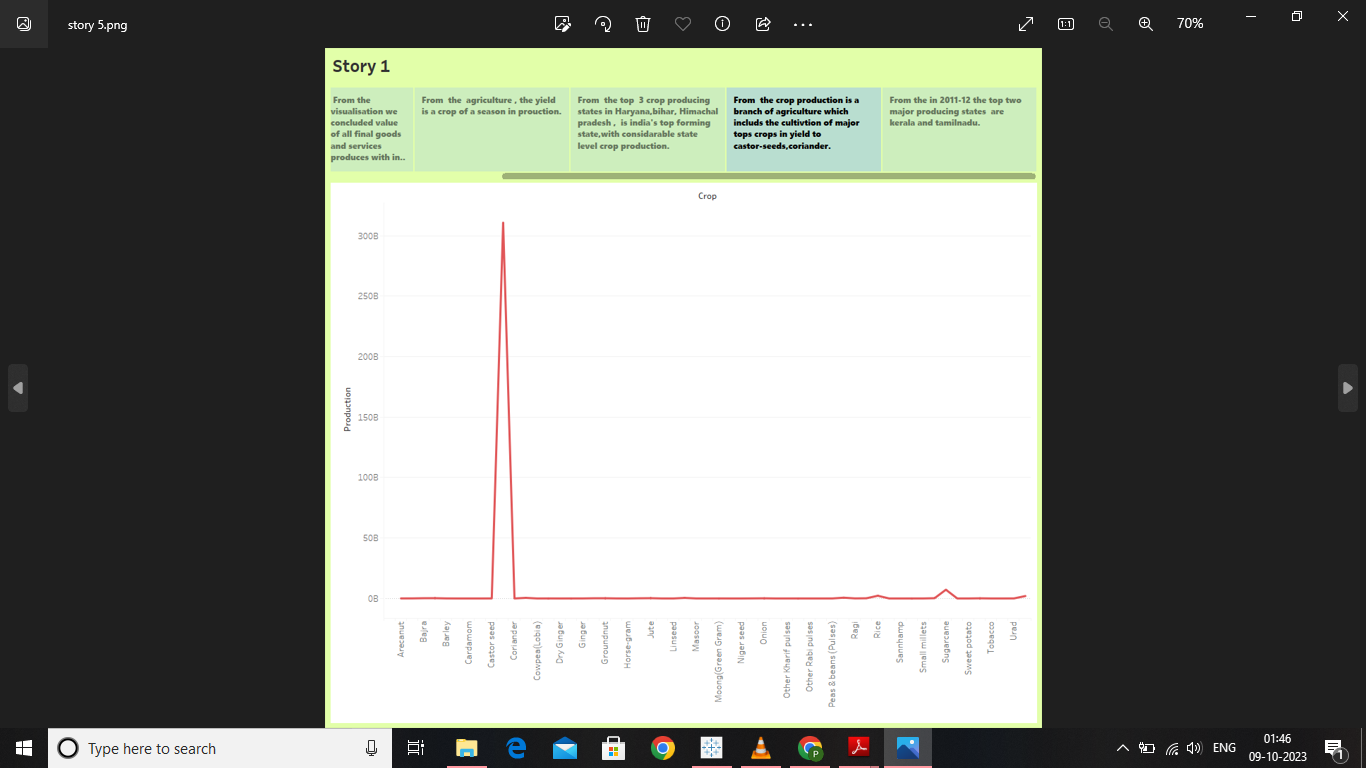 story 5.png
70%
Story 1
From the
visualisation we
concluded value
of all final goods
and services
produces with in..
From the agriculture , the yield
is a crop of a season in prouction.
From the top 3 crop producing
states in Haryana,bihar, Himachal
pradesh , is india's top forming
state,with considarable state
level crop production.
From the crop production is a
branch of agriculture which
includs the cultivtion of major
tops crops in yield to
castor-seeds,coriander.
From the in 2011-12 the top two
major producing states are
kerala and tamilnadu.
Crop
Production
300B
250B
200B
150B
100B
50B
0B
Arecanut
Bajra
Barley
Cardamom
Castor seed
Coriander
Cowpea(Lobia)
Dry Ginger
Ginger
Groundnut
Horse-gram
Jute
Linseed
Masoor
Moong(Green Gram)
Niger seed
Onion
Other Kharif pulses
Other Rabi pulses
Peas & beans (Pulses)
Ragi
Rice
Sannhamp
Small millets
Sugarcane
Sweet potato
Tobacco
Urad
Type here to search
ENG
01:46
09-10-2023
1